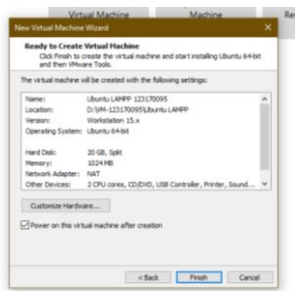 Virtual Machine Machine Re
New Virtual Machine Wizard
Ready to Create Virtual Machine
Click Finish to create the virtual machine and start installing Ubuntu 64-bit
and then VMware Tools.
The virtual machine will be created with the following settings:
Name: Ubuntu LAMPP 123170095
Location: D:\VM-123170095\Ubuntu LAMPP
Version: Workstation 15.x
Operating System: Ubuntu 64-bit
Hard Disk: 20 GB, Split
Memory: 1024 MB
Network Adapter: NAT
Other Devices: 2 CPU cores, CD/DVD, USB Controller, Printer, Sound...
Customize Hardware...
Power on this virtual machine after creation
< Back Finish Cancel